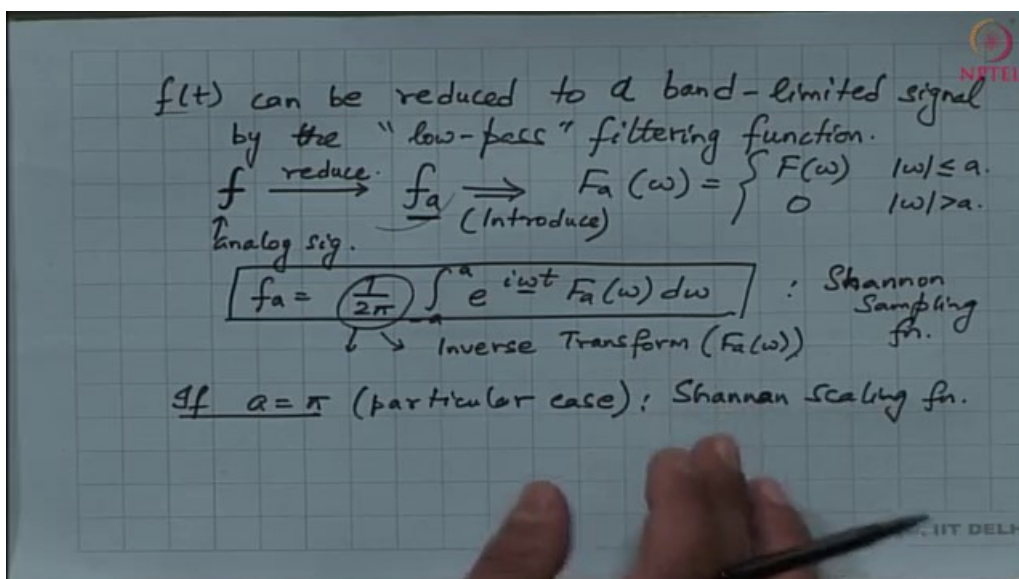 NPTEL
f(t) can be reduced to a band-limited signal
by the "low-pass" filtering function.
f reduce. → fa ⟹ (Introduce) Fa(ω) = { F(ω) |ω| ≤ a.
0 |ω| > a.
analog sig.
fa = 1/2π ∫_{-a}^{a} e^{iωt} Fa(ω) dω : Shannon
Sampling
fn.
Inverse Transform (Fa(ω))
If a = π (particular case): Shannan scaling fn.
IIT DELH